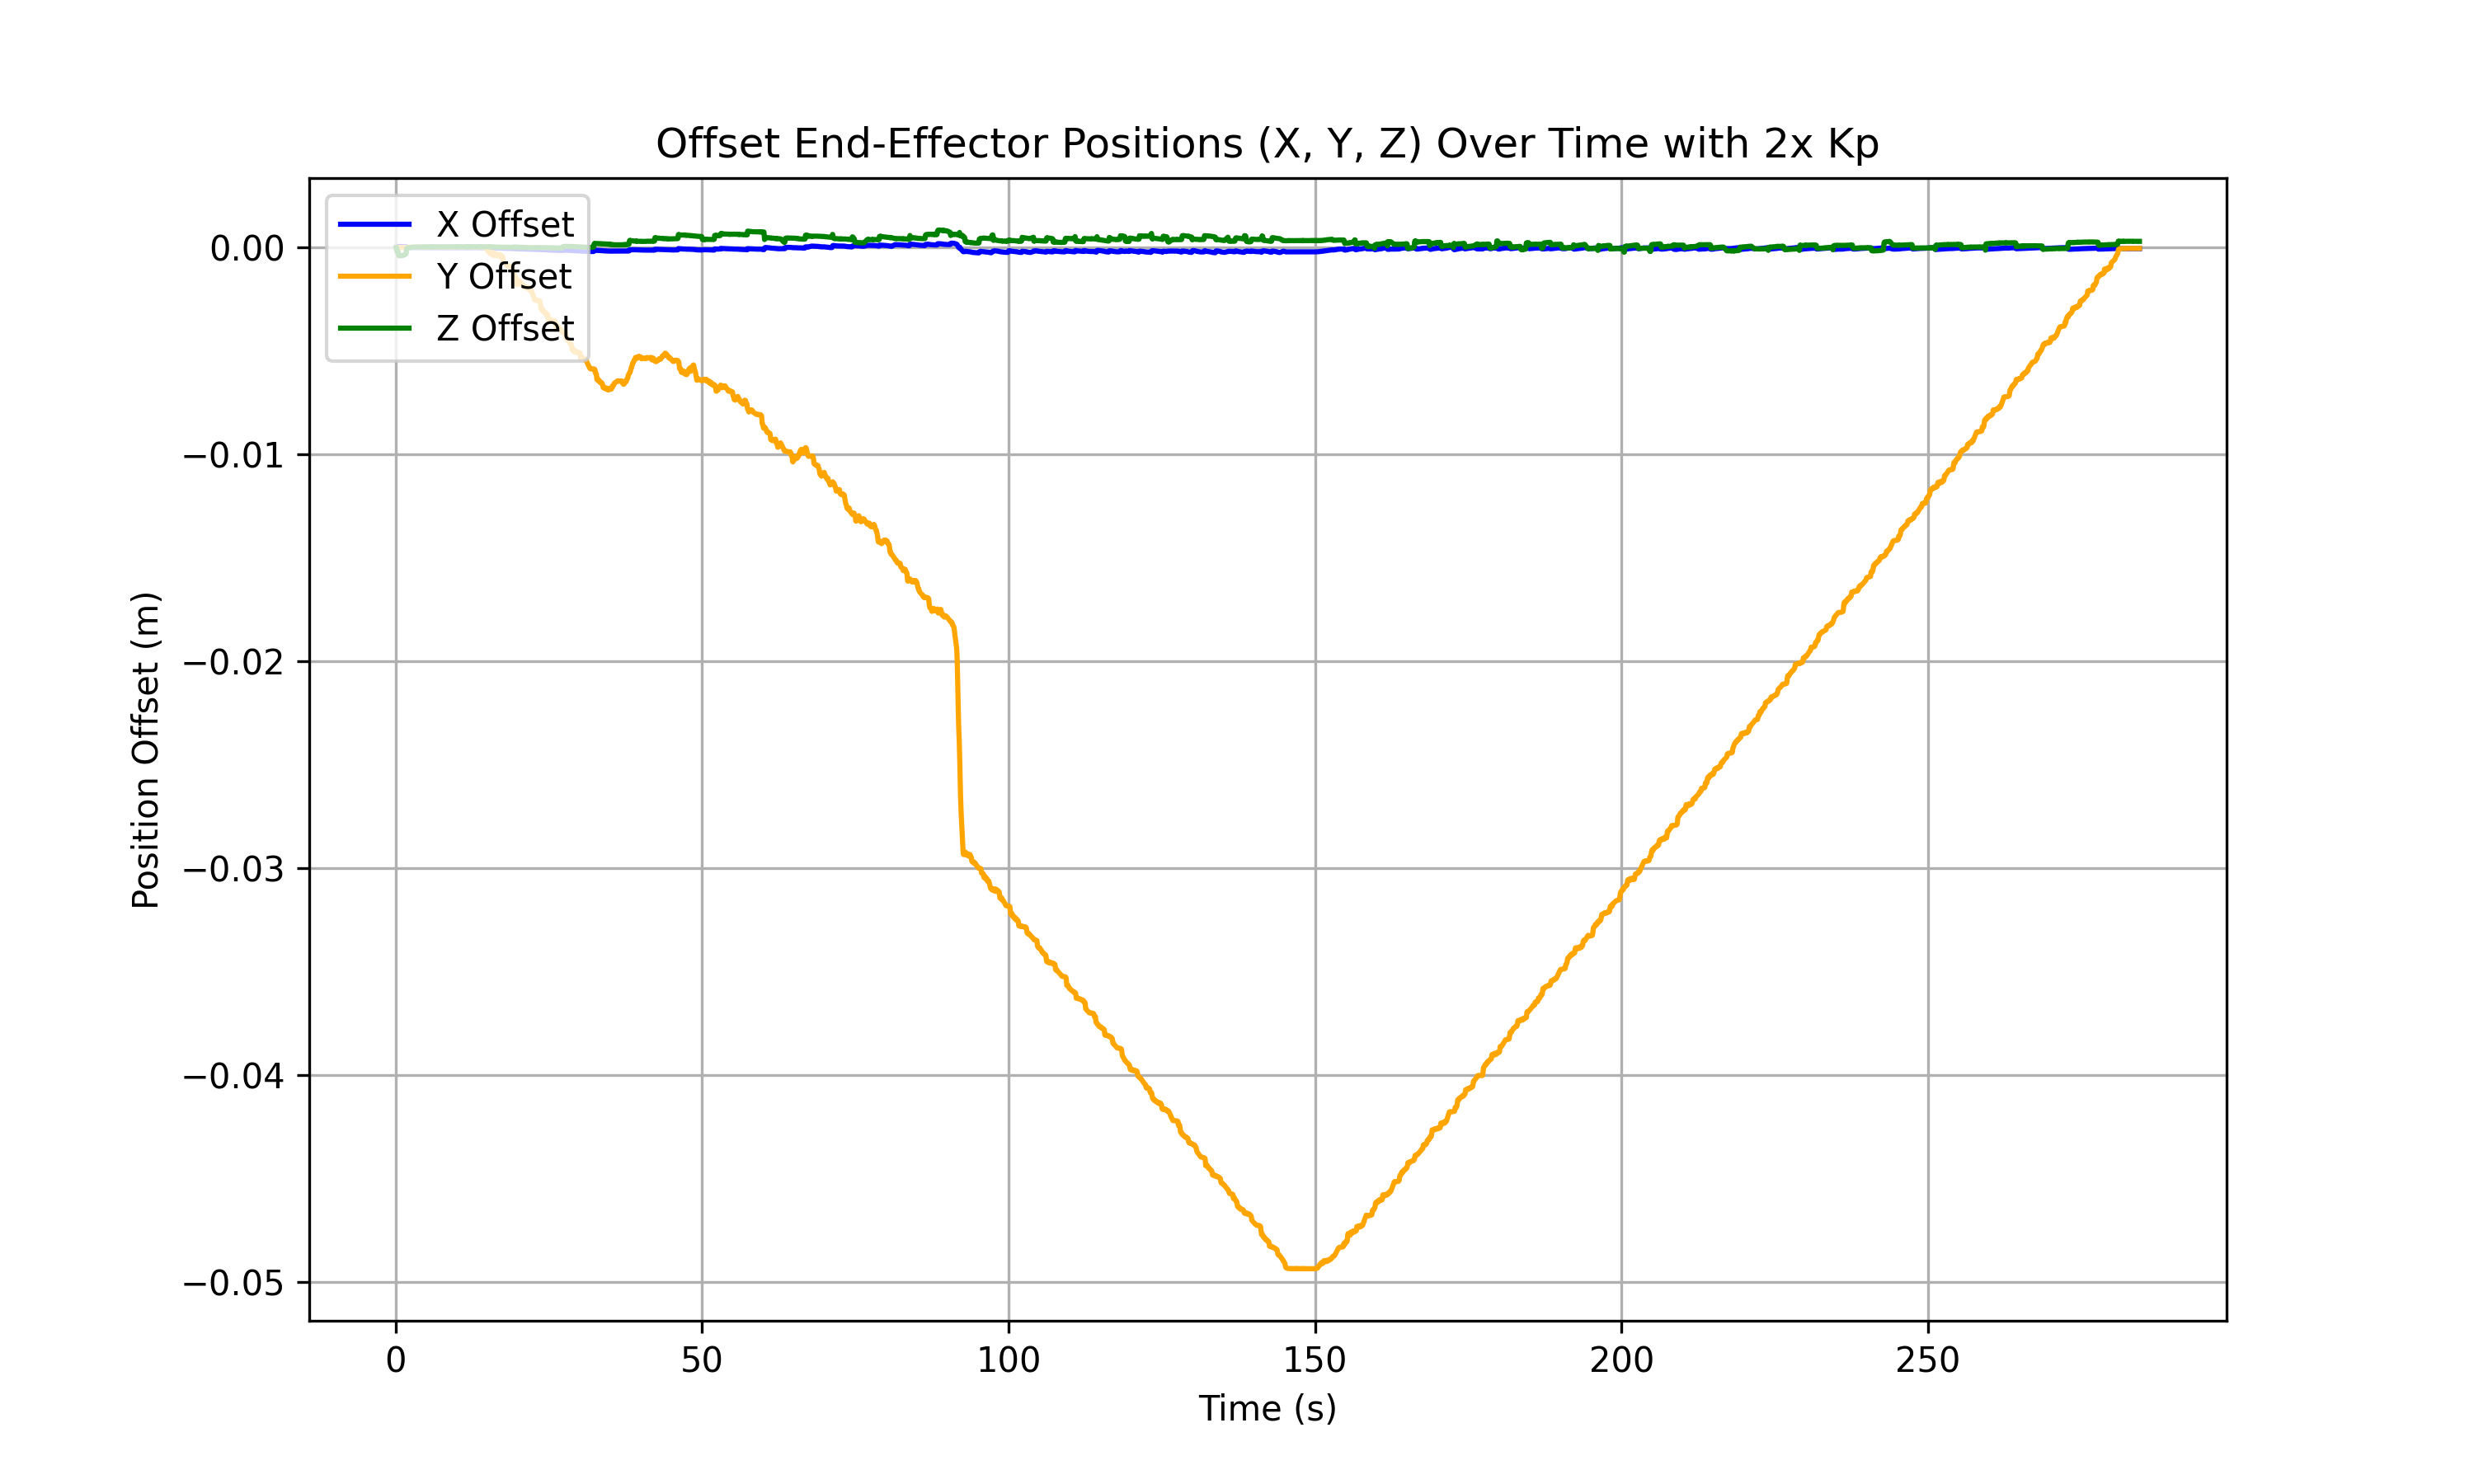 Offset End-Effector Positions (X, Y, Z) Over Time with 2x Kp
X Offset
Y Offset
Z Offset
0.00
−0.01
−0.02
−0.03
−0.04
−0.05
Position Offset (m)
0 50 100 150 200 250
Time (s)